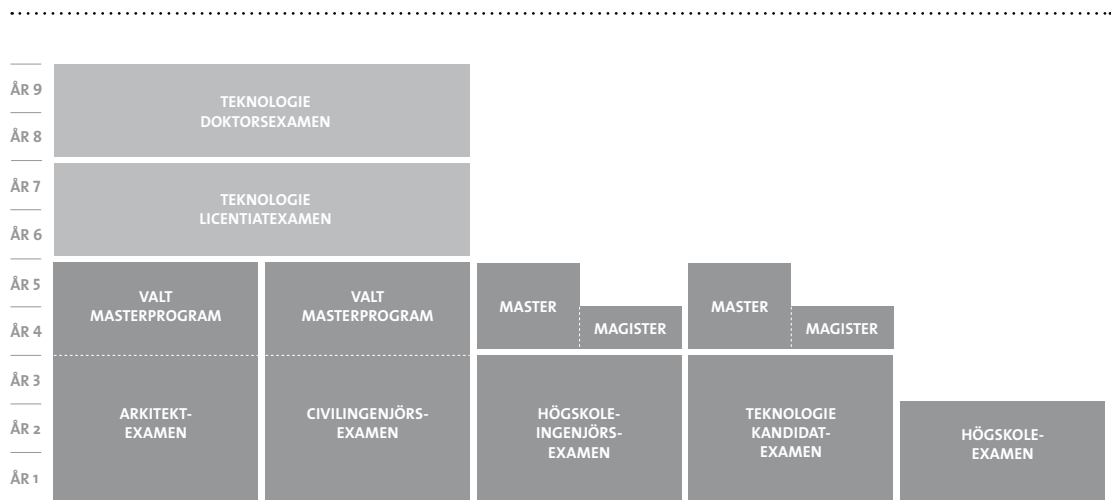 ÅR 9
ÅR 8
ÅR 7
ÅR 6
ÅR 5
ÅR 4
ÅR 3
ÅR 2
ÅR 1
TEKNOLOGIE
DOKTORSEXAMEN
TEKNOLOGIE
LICENTIATEXAMEN
VALT
MASTERPROGRAM
VALT
MASTERPROGRAM
MASTER
MAGISTER
MASTER
MAGISTER
ARKITEKT-
EXAMEN
CIVILINGENJÖRS-
EXAMEN
HÖGSKOLE-
INGENJÖRS-
EXAMEN
TEKNOLOGIE
KANDIDAT-
EXAMEN
HÖGSKOLE-
EXAMEN